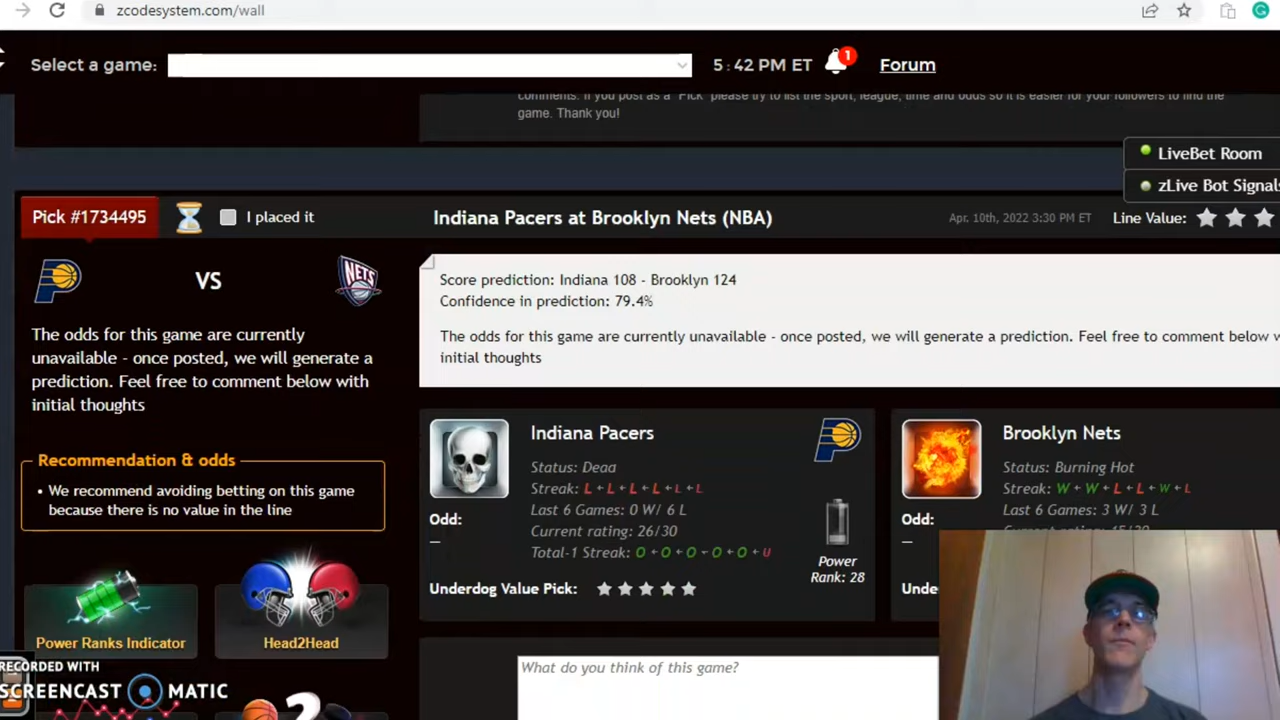 zcodesystem.com/wall
Select a game:
5:42 PM ET
1
Forum
comments. If you post as a "Pick" please try to list the sport, league, time and odds so it is easier for your followers to find the
game. Thank you!
LiveBet Room
zLive Bot Signals
Pick #1734495
I placed it
Indiana Pacers at Brooklyn Nets (NBA)
Apr. 10th, 2022 3:30 PM ET
Line Value:
VS
NETS
The odds for this game are currently
unavailable - once posted, we will generate a
prediction. Feel free to comment below with
initial thoughts
Score prediction: Indiana 108 - Brooklyn 124
Confidence in prediction: 79.4%
The odds for this game are currently unavailable - once posted, we will generate a prediction. Feel free to comment below w
initial thoughts
Recommendation & odds
• We recommend avoiding betting on this game
because there is no value in the line
Power Ranks Indicator
Head2Head
Indiana Pacers
Status: Dead
Streak: L + L + L + L + L + L
Last 6 Games: 0 W/ 6 L
Odd:
—
Current rating: 26/30
Total-1 Streak: O + O + O + O + O + U
Power
Rank: 28
Underdog Value Pick:
Brooklyn Nets
Status: Burning Hot
Streak: W + W + L + L + W + L
Last 6 Games: 3 W/ 3 L
Odd:
—
Current rating: 15/30
Unde
What do you think of this game?
RECORDED WITH
SCREENCAST MATIC
?